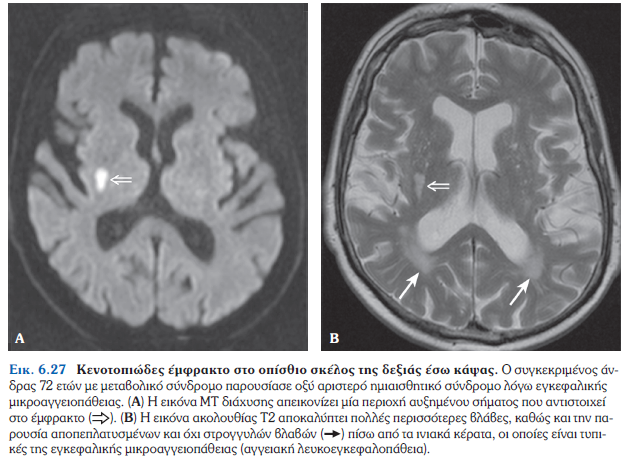 A
B
Εικ. 6.27 Κενοτοπιώδες έμφρακτο στο οπίσθιο σκέλος της δεξιάς έσω κάψας. Ο συγκεκριμένος άν-
δρας 72 ετών με μεταβολικό σύνδρομο παρουσίασε οξύ αριστερό ημιαισθητικό σύνδρομο λόγω εγκεφαλικής
μικροαγγειοπάθειας. (A) Η εικόνα ΜΤ διάχυσης απεικονίζει μία περιοχή αυξημένου σήματος που αντιστοιχεί
στο έμφρακτο (⇒). (B) Η εικόνα ακολουθίας Τ2 αποκαλύπτει πολλές περισσότερες βλάβες, καθώς και την πα-
ρουσία αποπεπλατυσμένων και όχι στρογγυλών βλαβών (→) πίσω από τα ινιακά κέρατα, οι οποίες είναι τυπι-
κές της εγκεφαλικής μικροαγγειοπάθειας (αγγειακή λευκοεγκεφαλοπάθεια).